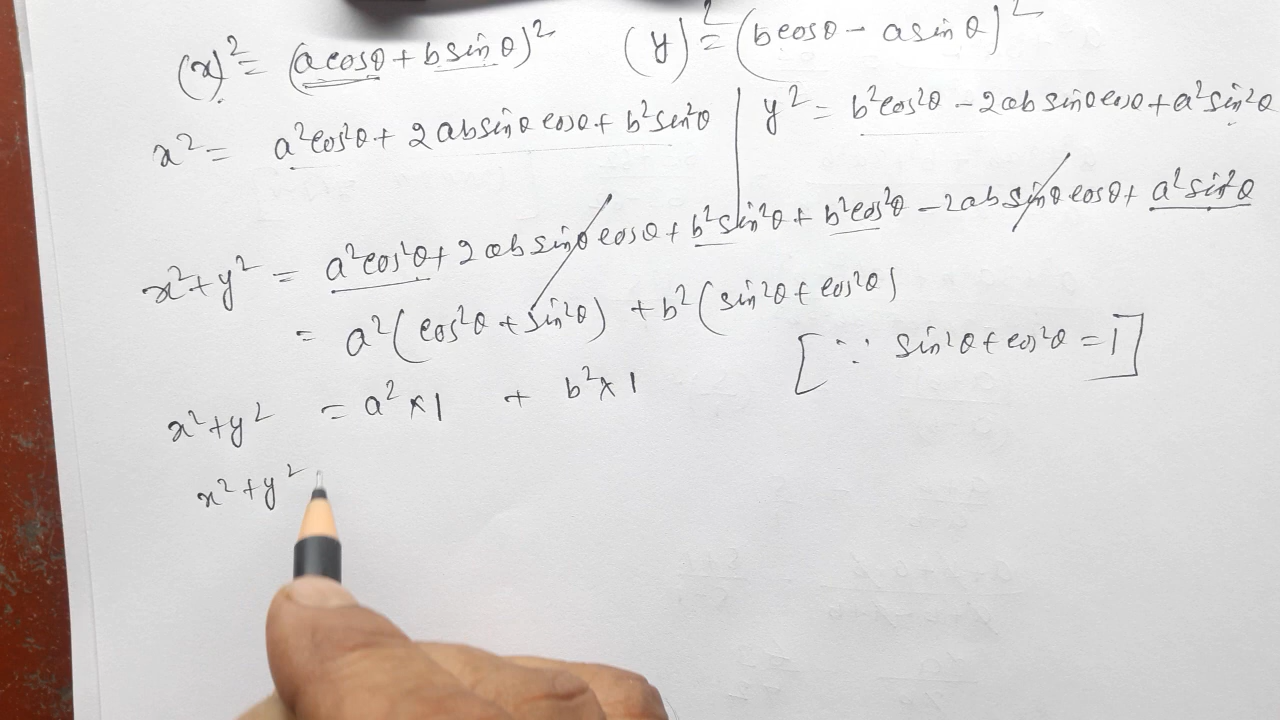 (x)² = (a cosθ + b sinθ)² (y)² = (b cosθ − a sinθ)²
x² = a²cos²θ + 2ab sinθ cosθ + b²sin²θ | y² = b²cos²θ − 2ab sinθ cosθ + a²sin²θ
x²+y² = a²cos²θ + 2ab sinθ cosθ + b²sin²θ + b²cos²θ − 2ab sinθ cosθ + a²sin²θ
= a²(cos²θ + sin²θ) + b²(sin²θ + cos²θ)
[∵ sin²θ + cos²θ = 1]
x²+y² = a²×1 + b²×1
x²+y²